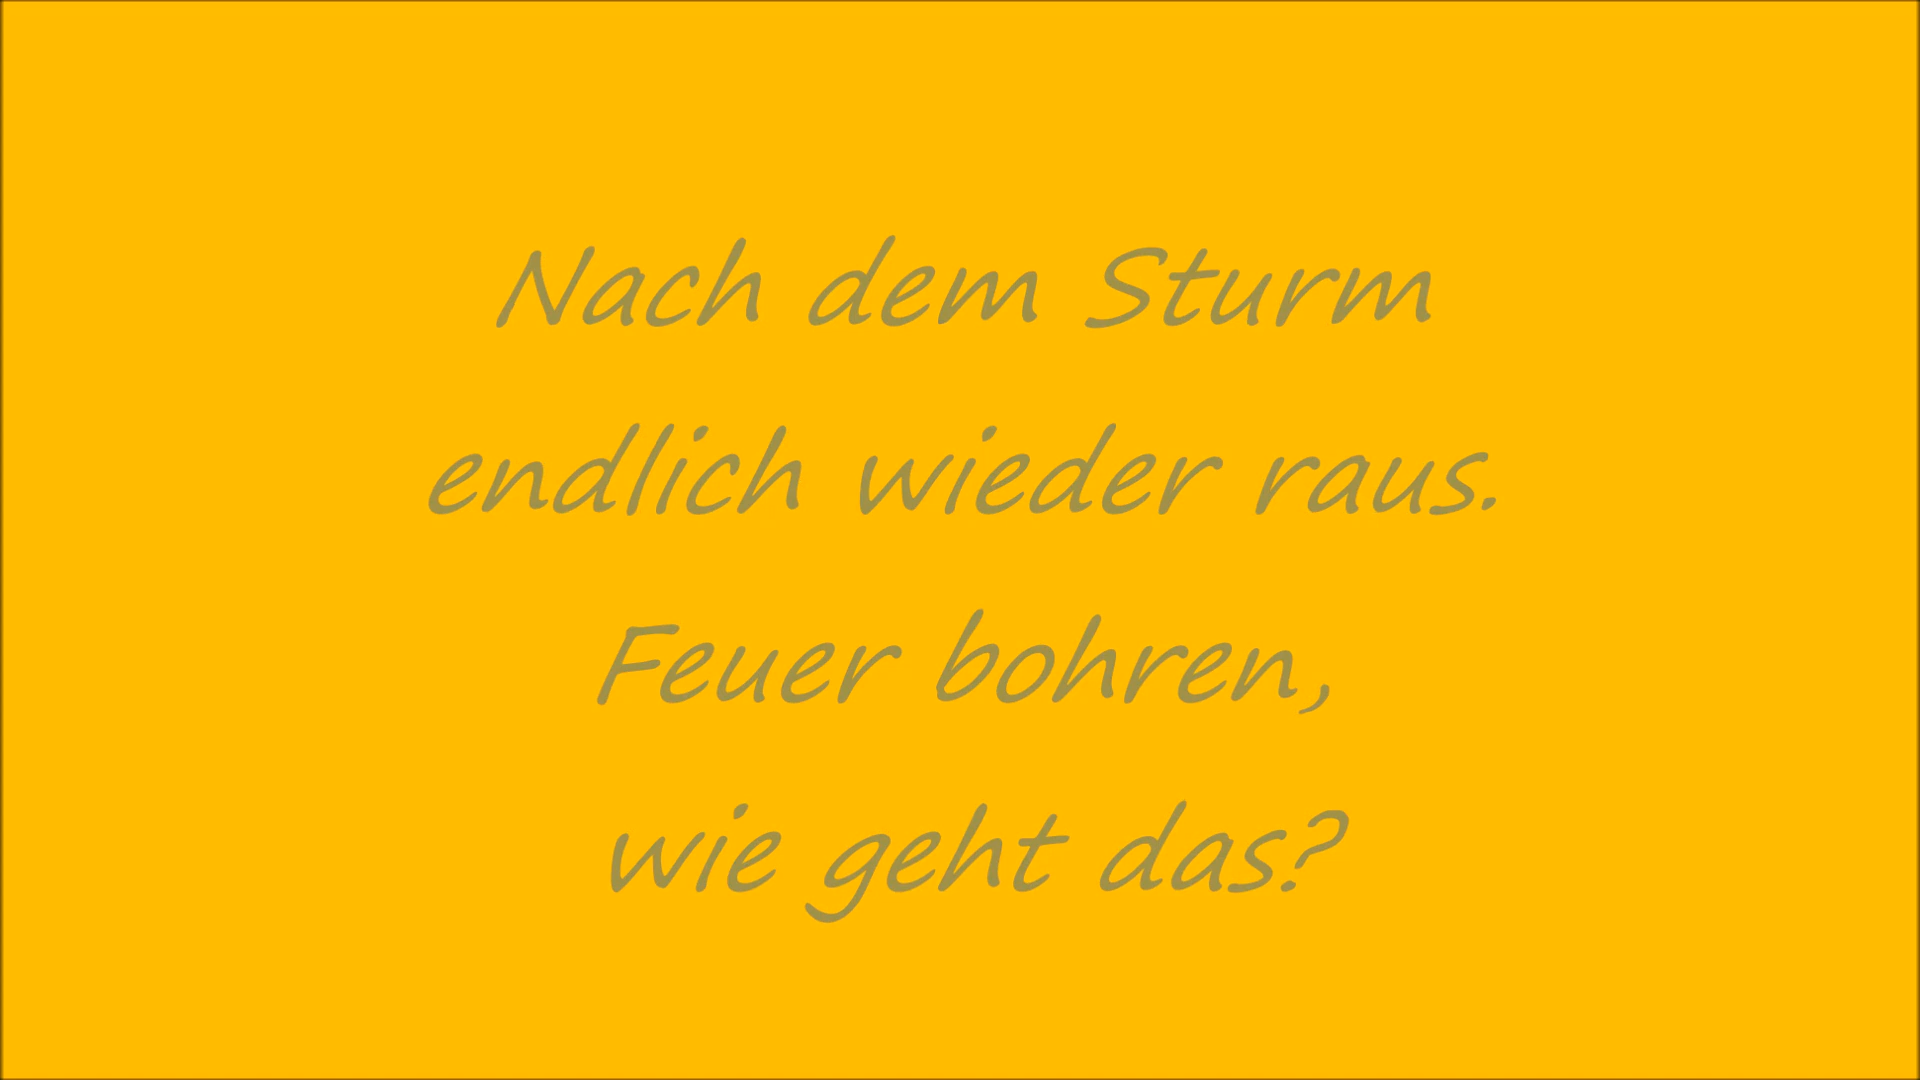 Nach dem Sturm
endlich wieder raus.
Feuer bohren,
wie geht das?